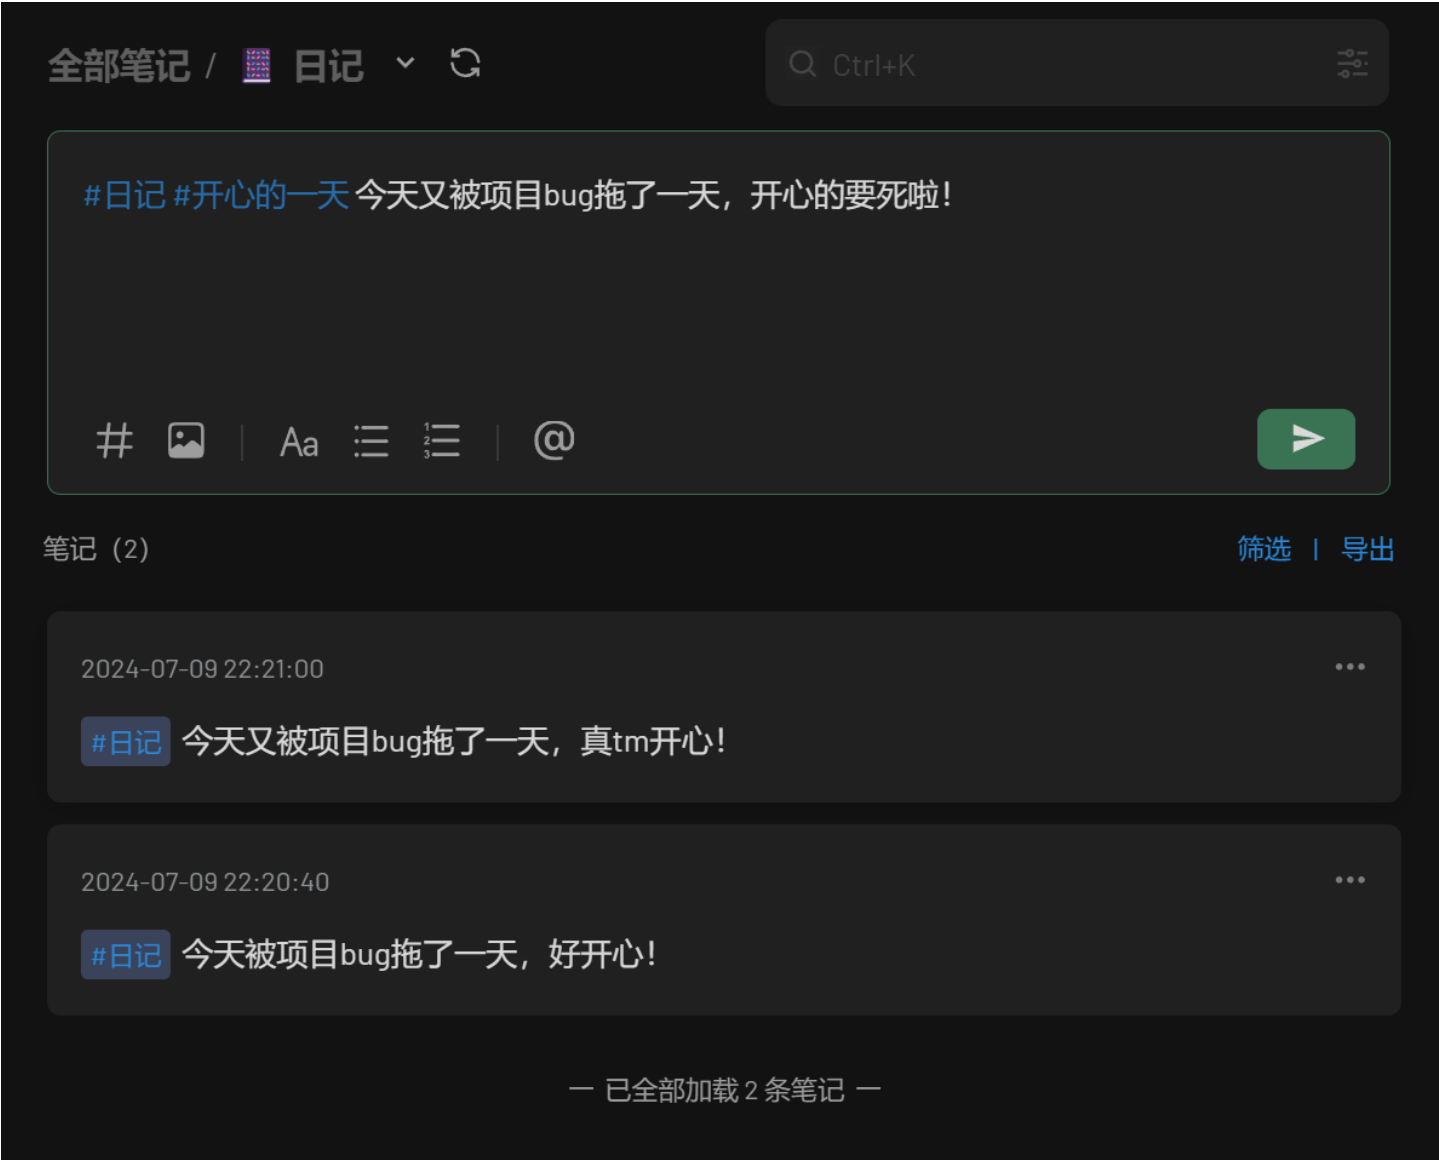 全部笔记 / 日记
Ctrl+K
#日记 #开心的一天 今天又被项目bug拖了一天，开心的要死啦！
Aa 1 2 3 @
笔记（2）
筛选 | 导出
2024-07-09 22:21:00
#日记 今天又被项目bug拖了一天，真tm开心！
2024-07-09 22:20:40
#日记 今天被项目bug拖了一天，好开心！
— 已全部加载 2 条笔记 —